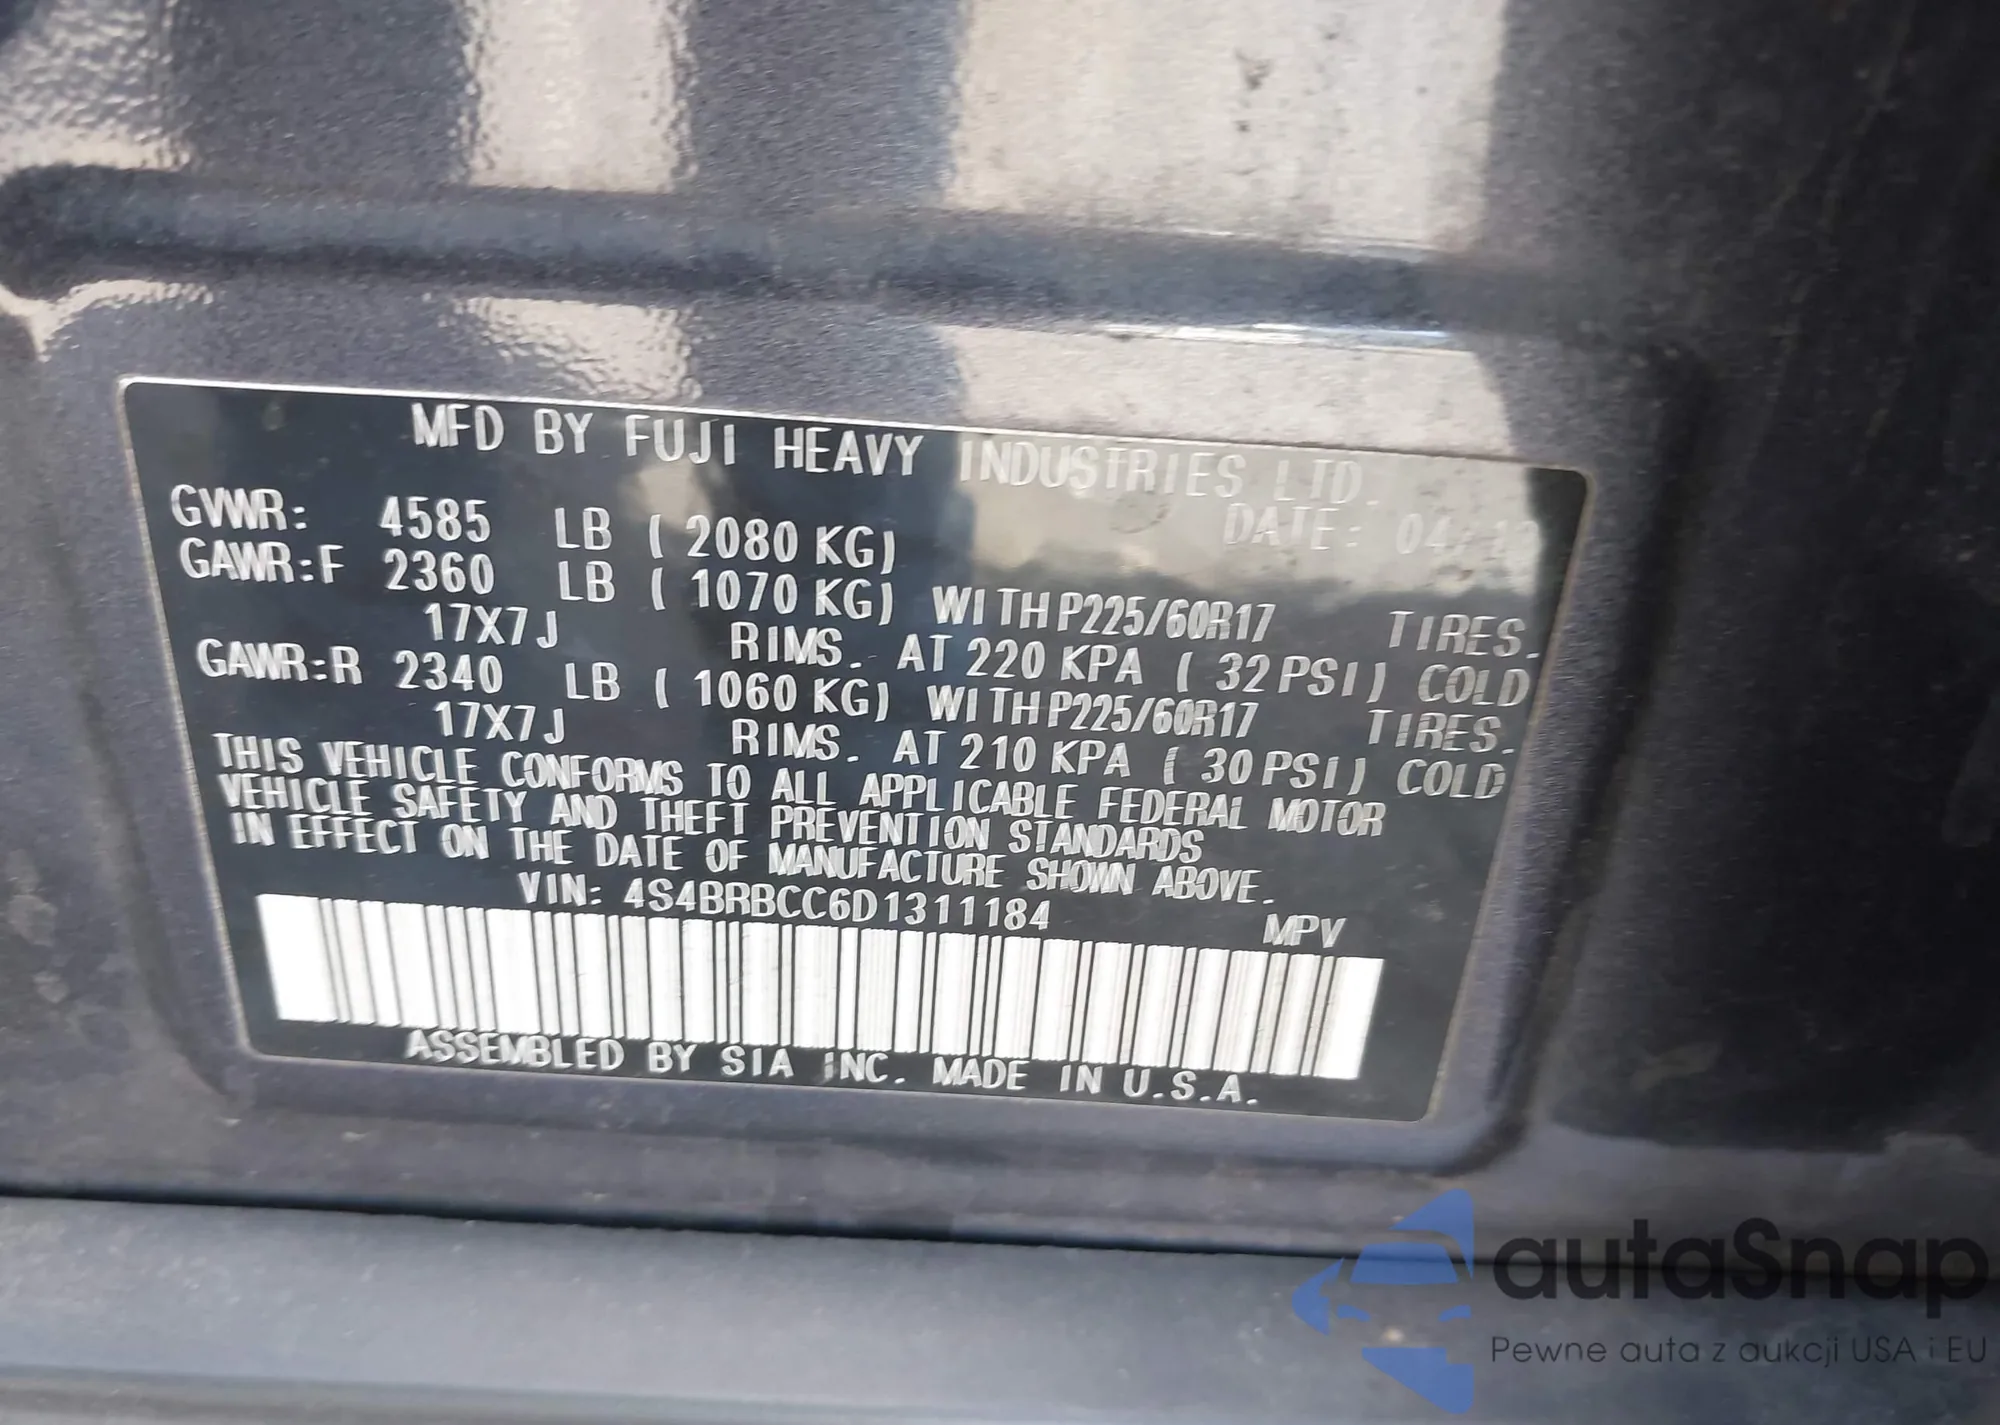 MFD BY FUJI HEAVY INDUSTRIES LTD.
DATE: 04/12
GVWR: 4585 LB ( 2080 KG)
GAWR:F 2360 LB ( 1070 KG) WITH P225/60R17 TIRES.
17X7J RIMS. AT 220 KPA ( 32 PSI) COLD
GAWR:R 2340 LB ( 1060 KG) WITH P225/60R17 TIRES.
17X7J RIMS. AT 210 KPA ( 30 PSI) COLD
THIS VEHICLE CONFORMS TO ALL APPLICABLE FEDERAL MOTOR
VEHICLE SAFETY AND THEFT PREVENTION STANDARDS
IN EFFECT ON THE DATE OF MANUFACTURE SHOWN ABOVE.
VIN: 4S4BRBCC6D1311184 MPV
ASSEMBLED BY SIA INC. MADE IN U.S.A.
autaSnap
Pewne auta z aukcji USA i EU